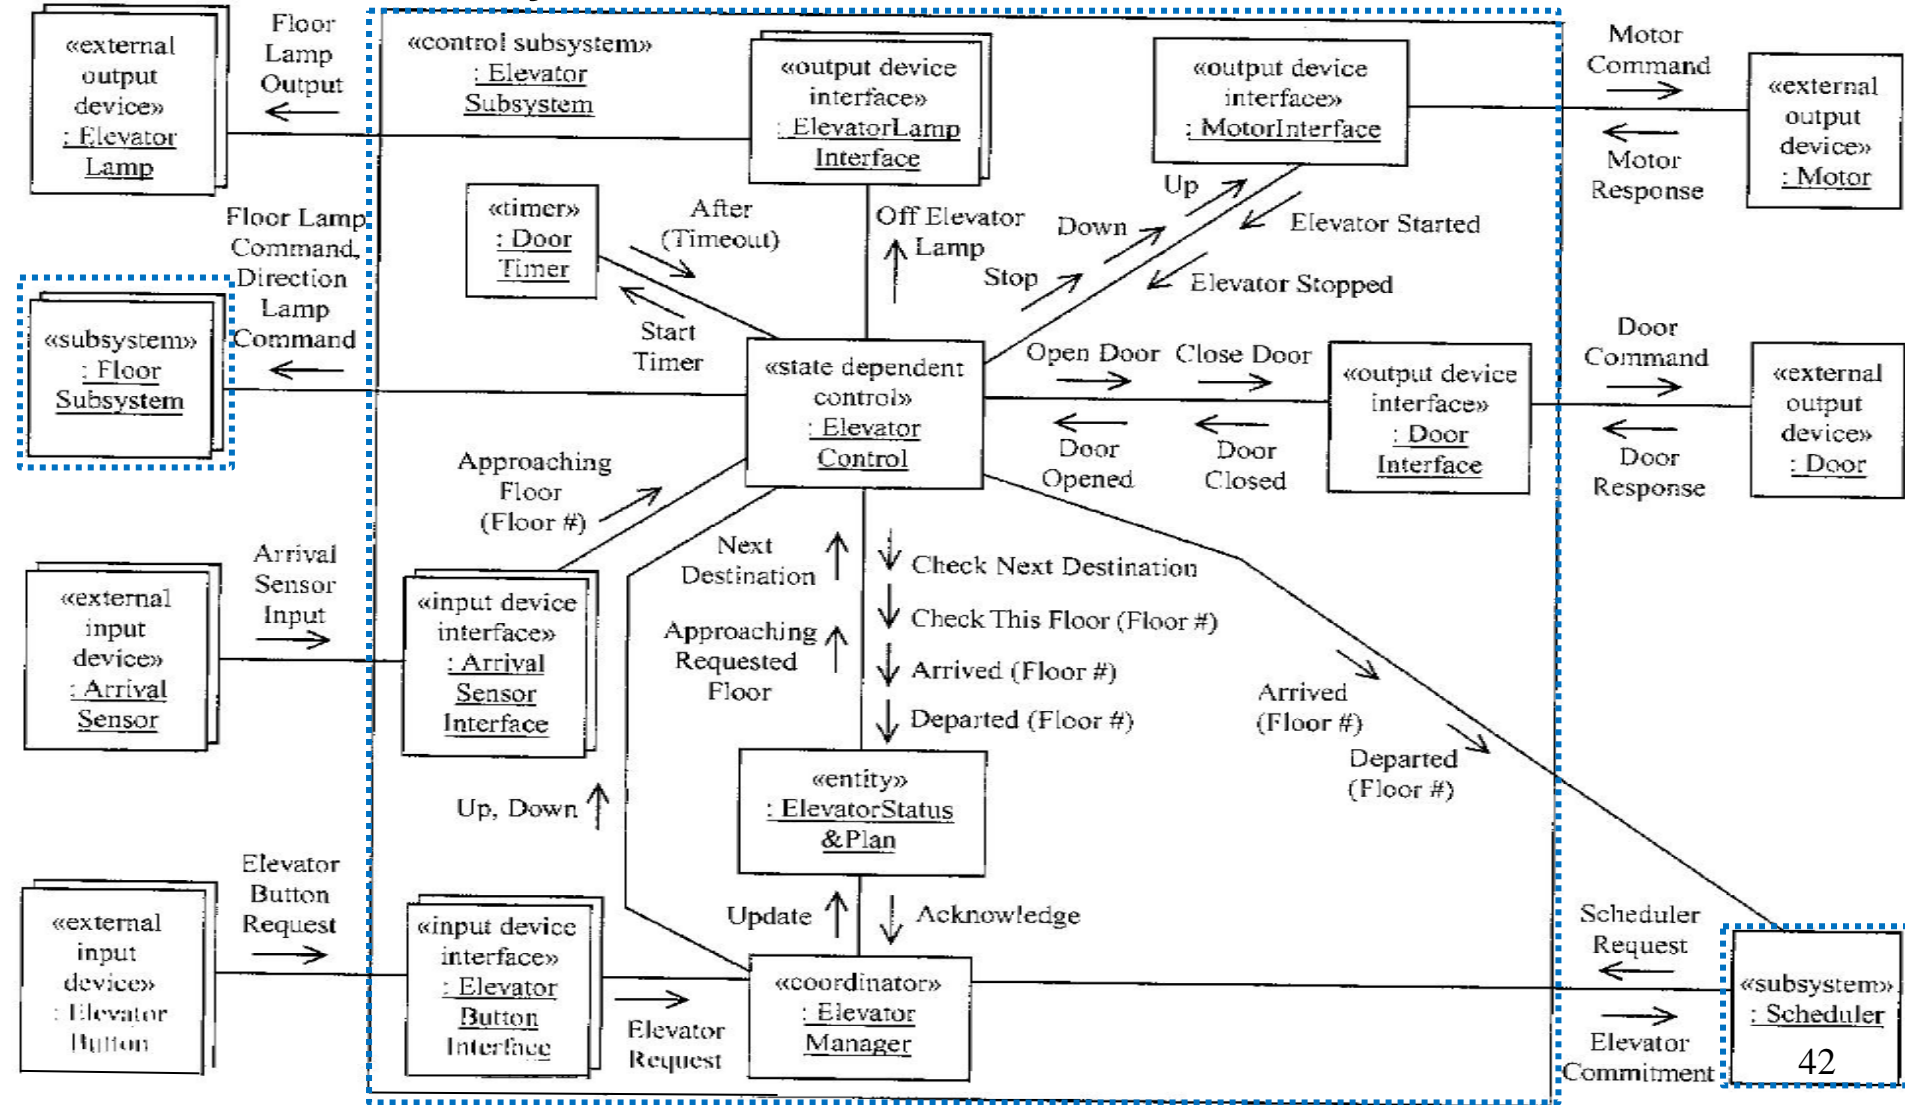 «external
output
device»
: Elevator
Lamp
Floor
Lamp
Output
«control subsystem»
: Elevator
Subsystem
«output device
interface»
: ElevatorLamp
Interface
«output device
interface»
: MotorInterface
Motor
Command
Motor
Response
«external
output
device»
: Motor
«timer»
: Door
Timer
After
(Timeout)
Start
Timer
Off Elevator
Lamp
Up
Down
Stop
Elevator Started
Elevator Stopped
Floor Lamp
Command,
Direction
Lamp
Command
«subsystem»
: Floor
Subsystem
«state dependent
control»
: Elevator
Control
Open Door
Close Door
Door
Opened
Door
Closed
«output device
interface»
: Door
Interface
Door
Command
Door
Response
«external
output
device»
: Door
Approaching
Floor
(Floor #)
«external
input
device»
: Arrival
Sensor
Arrival
Sensor
Input
«input device
interface»
: Arrival
Sensor
Interface
Next
Destination
Approaching
Requested
Floor
Check Next Destination
Check This Floor (Floor #)
Arrived (Floor #)
Departed (Floor #)
Arrived
(Floor #)
Departed
(Floor #)
Up, Down
«entity»
: ElevatorStatus
&Plan
Update
Acknowledge
«external
input
device»
: Elevator
Button
Elevator
Button
Request
«input device
interface»
: Elevator
Button
Interface
Elevator
Request
«coordinator»
: Elevator
Manager
Scheduler
Request
Elevator
Commitment
«subsystem»
: Scheduler
42